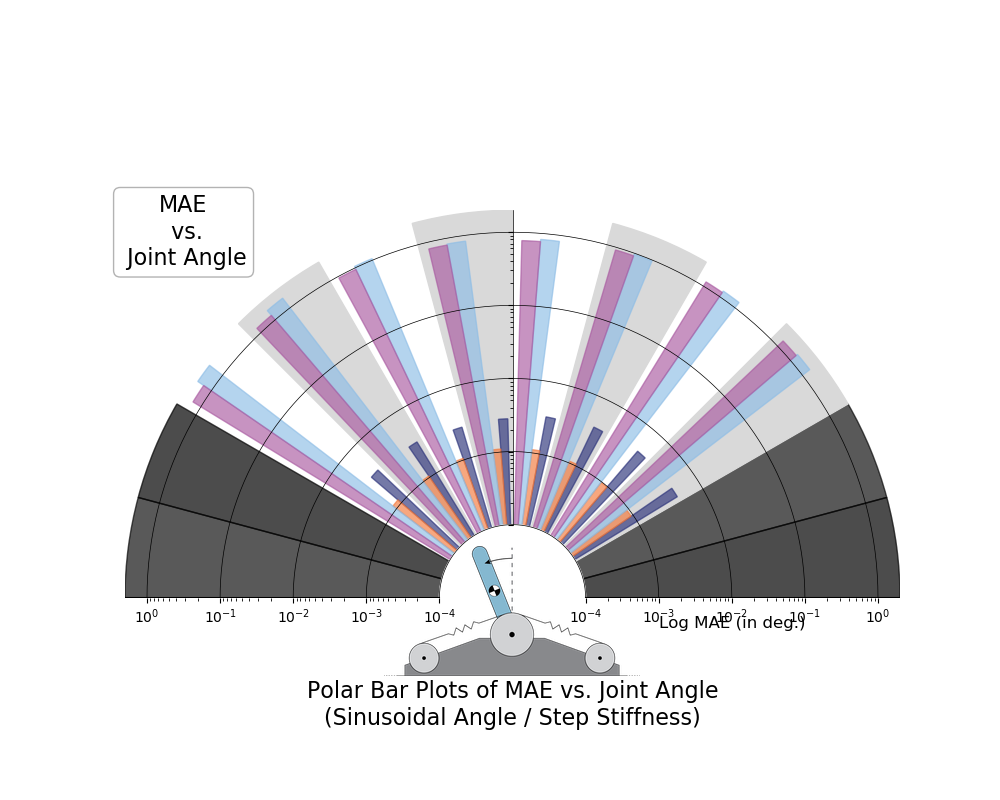 MAE
vs.
Joint Angle
10⁰ 10⁻¹ 10⁻² 10⁻³ 10⁻⁴ 10⁻⁴ 10⁻³ 10⁻² 10⁻¹ 10⁰
Log MAE (in deg.)
Polar Bar Plots of MAE vs. Joint Angle
(Sinusoidal Angle / Step Stiffness)